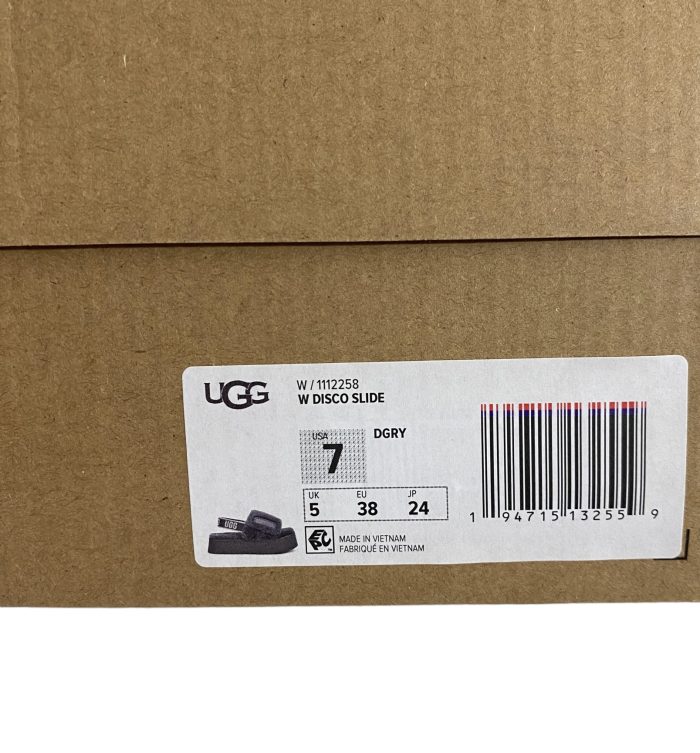 UGG
W / 1112258
W DISCO SLIDE
USA
7
DGRY
UK EU JP
5 38 24
UGG
MADE IN VIETNAM
FABRIQUÉ EN VIETNAM
1 94715 13255 9